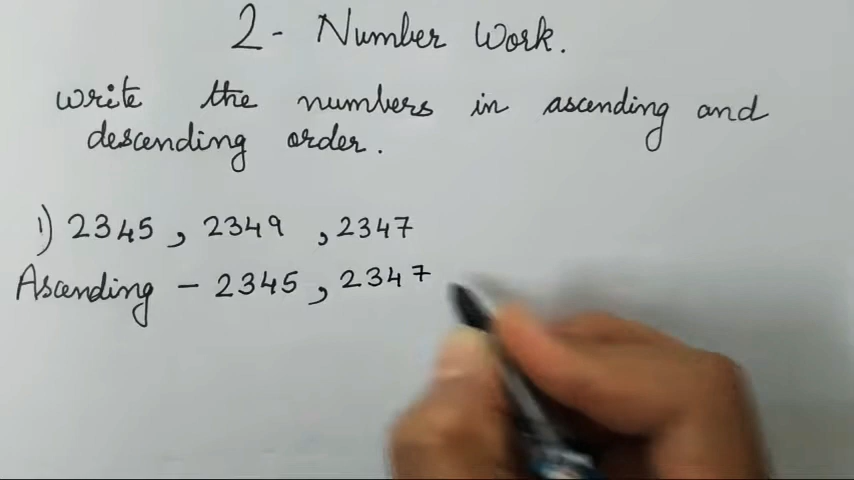 2- Number Work.
write the numbers in ascending and
descending order.
1) 2345 , 2349 , 2347
Ascending - 2345 , 2347